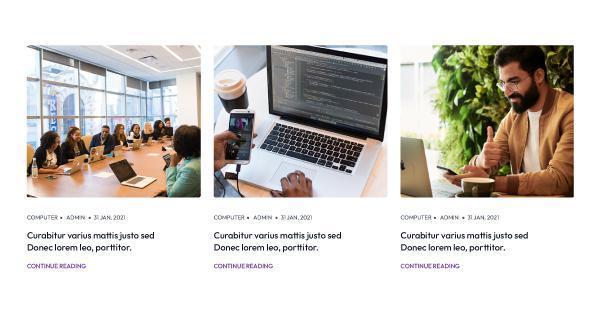 COMPUTER • ADMIN • 31 JAN, 2021
Curabitur varius mattis justo sed
Donec lorem leo, porttitor.
CONTINUE READING
COMPUTER • ADMIN • 31 JAN, 2021
Curabitur varius mattis justo sed
Donec lorem leo, porttitor.
CONTINUE READING
COMPUTER • ADMIN • 31 JAN, 2021
Curabitur varius mattis justo sed
Donec lorem leo, porttitor.
CONTINUE READING